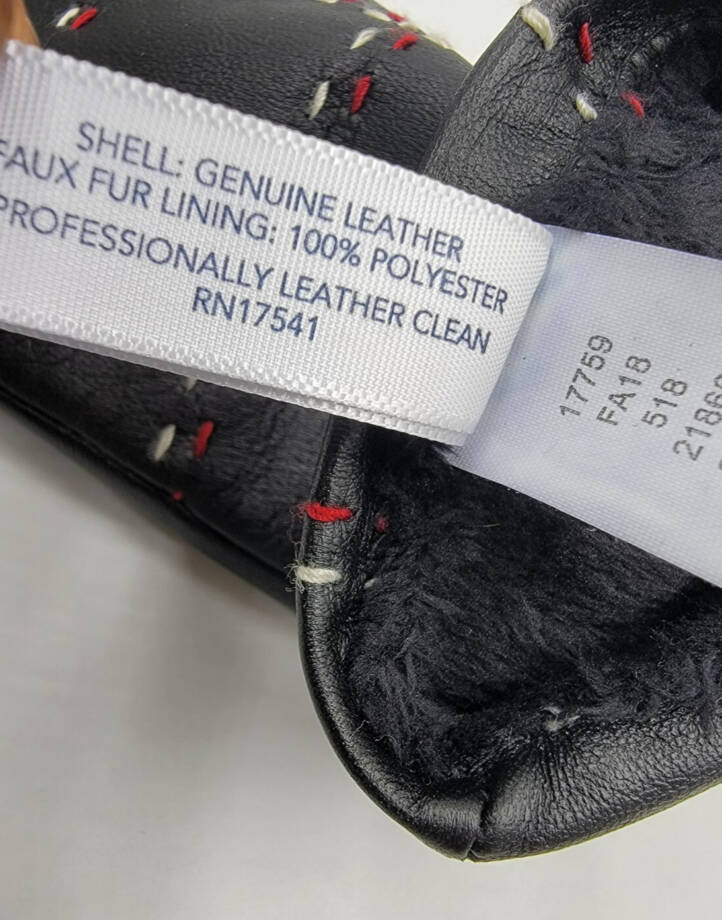 SHELL: GENUINE LEATHER
FAUX FUR LINING: 100% POLYESTER
PROFESSIONALLY LEATHER CLEAN
RN17541
17759
FA18
518